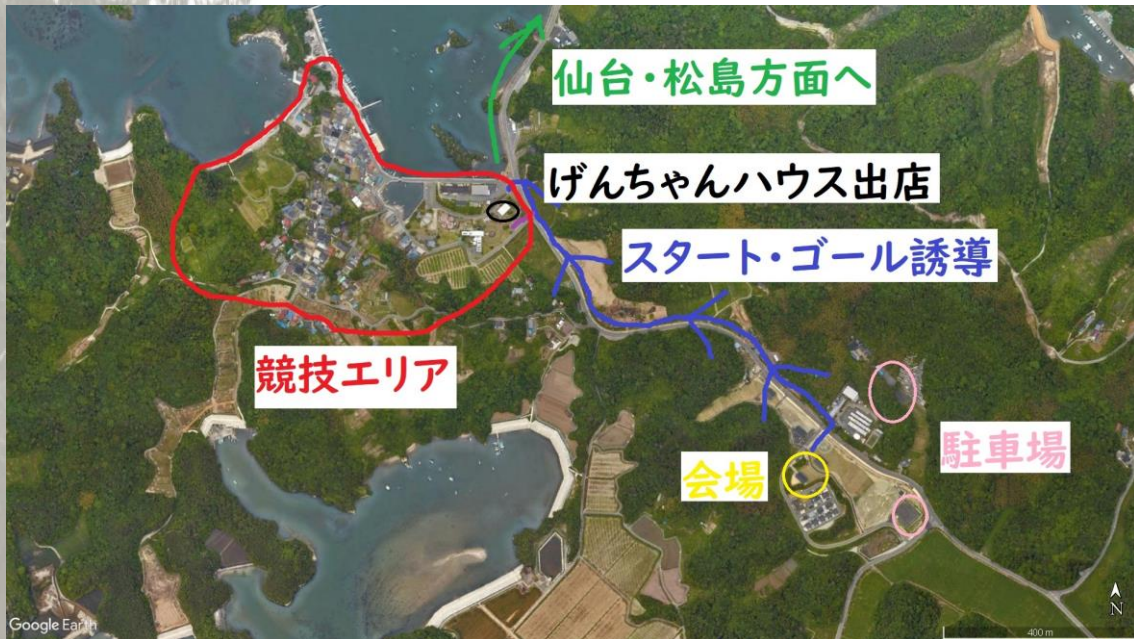 仙台・松島方面へ
げんちゃんハウス出店
スタート・ゴール誘導
競技エリア
駐車場
会場
N
Google Earth
400 m